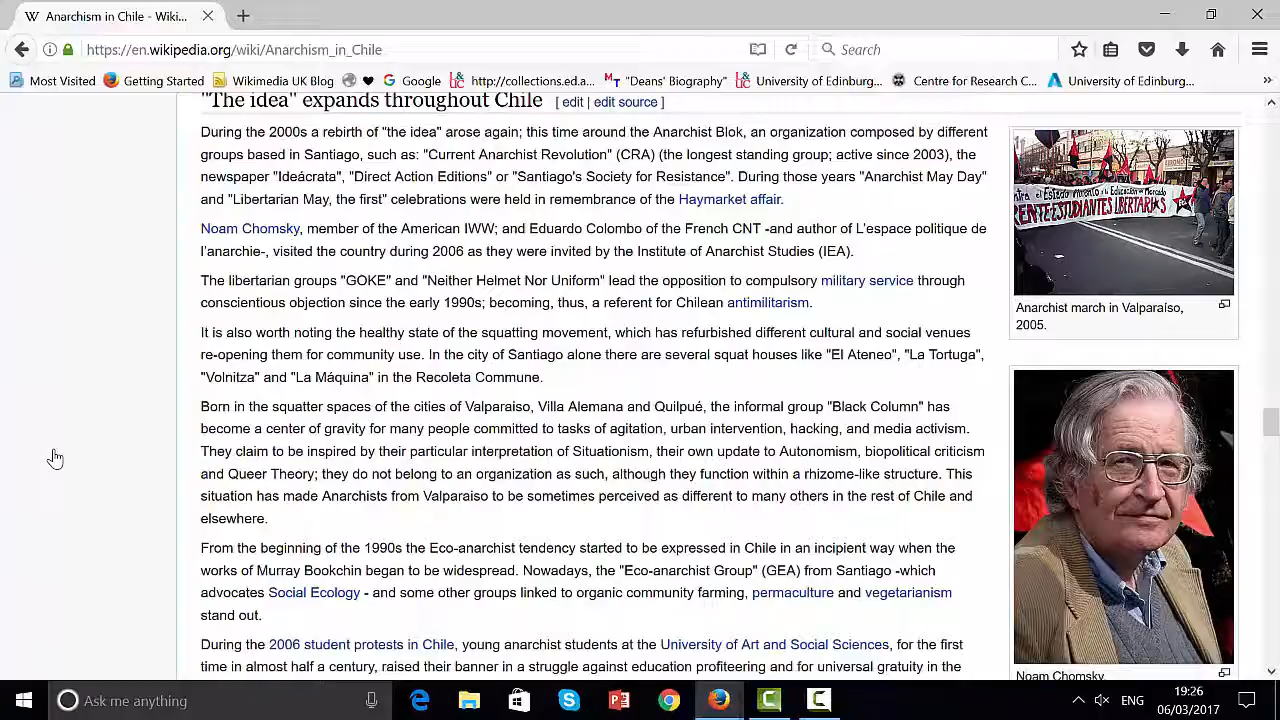 Anarchism in Chile - Wiki...
https://en.wikipedia.org/wiki/Anarchism_in_Chile
Search
Most Visited
Getting Started
Wikimedia UK Blog
Google
http://collections.ed.a...
"Deans' Biography"
University of Edinburg...
Centre for Research C...
University of Edinburg...
"The idea" expands throughout Chile [ edit | edit source ]
During the 2000s a rebirth of "the idea" arose again; this time around the Anarchist Blok, an organization composed by different
groups based in Santiago, such as: "Current Anarchist Revolution" (CRA) (the longest standing group; active since 2003), the
newspaper "Ideácrata", "Direct Action Editions" or "Santiago's Society for Resistance". During those years "Anarchist May Day"
and "Libertarian May, the first" celebrations were held in remembrance of the Haymarket affair.
Noam Chomsky, member of the American IWW; and Eduardo Colombo of the French CNT -and author of L'espace politique de
l'anarchie-, visited the country during 2006 as they were invited by the Institute of Anarchist Studies (IEA).
The libertarian groups "GOKE" and "Neither Helmet Nor Uniform" lead the opposition to compulsory military service through
conscientious objection since the early 1990s; becoming, thus, a referent for Chilean antimilitarism.
It is also worth noting the healthy state of the squatting movement, which has refurbished different cultural and social venues
re-opening them for community use. In the city of Santiago alone there are several squat houses like "El Ateneo", "La Tortuga",
"Volnitza" and "La Máquina" in the Recoleta Commune.
Born in the squatter spaces of the cities of Valparaiso, Villa Alemana and Quilpué, the informal group "Black Column" has
become a center of gravity for many people committed to tasks of agitation, urban intervention, hacking, and media activism.
They claim to be inspired by their particular interpretation of Situationism, their own update to Autonomism, biopolitical criticism
and Queer Theory; they do not belong to an organization as such, although they function within a rhizome-like structure. This
situation has made Anarchists from Valparaiso to be sometimes perceived as different to many others in the rest of Chile and
elsewhere.
From the beginning of the 1990s the Eco-anarchist tendency started to be expressed in Chile in an incipient way when the
works of Murray Bookchin began to be widespread. Nowadays, the "Eco-anarchist Group" (GEA) from Santiago -which
advocates Social Ecology - and some other groups linked to organic community farming, permaculture and vegetarianism
stand out.
During the 2006 student protests in Chile, young anarchist students at the University of Art and Social Sciences, for the first
time in almost half a century, raised their banner in a struggle against education profiteering and for universal gratuity in the
ESTUDIANTES LIBERTARI
Anarchist march in Valparaíso,
2005.
Noam Chomsky.
Ask me anything
ENG
19:26
06/03/2017